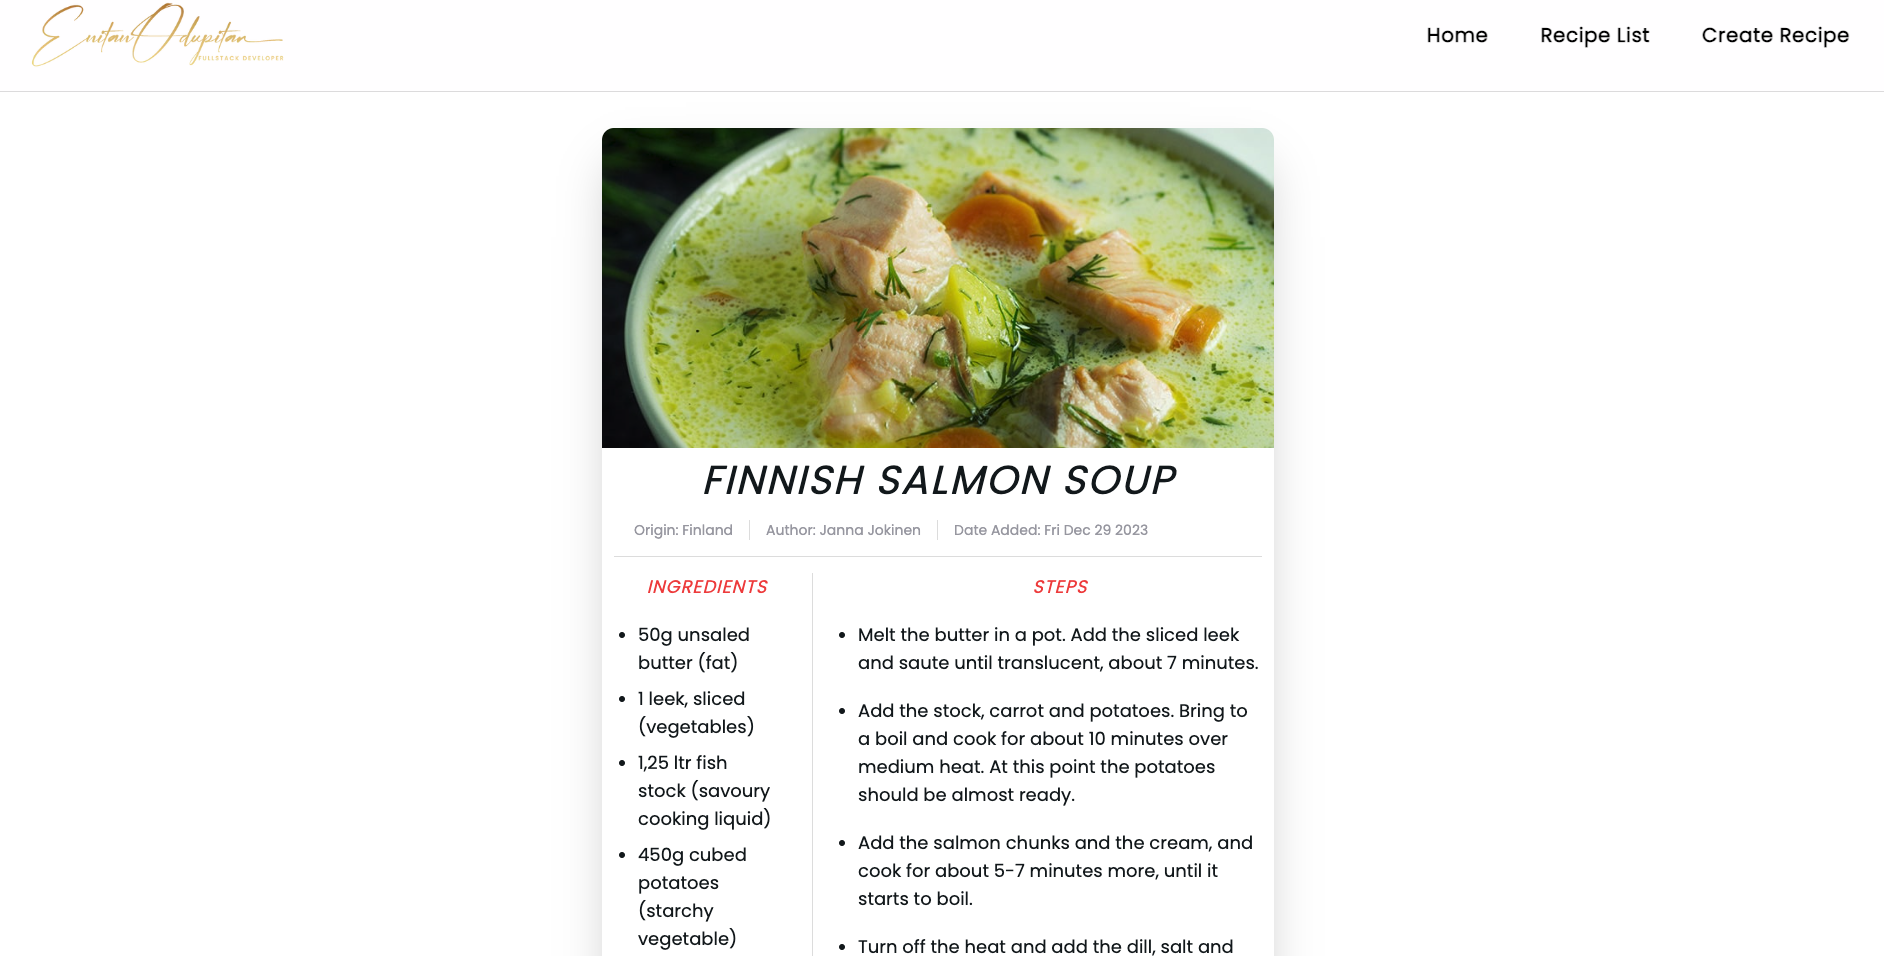 Enitan Odupitan
FULLSTACK DEVELOPER
Home
Recipe List
Create Recipe
FINNISH SALMON SOUP
Origin: Finland
Author: Janna Jokinen
Date Added: Fri Dec 29 2023
INGREDIENTS
50g unsaled
butter (fat)
1 leek, sliced
(vegetables)
1,25 ltr fish
stock (savoury
cooking liquid)
450g cubed
potatoes
(starchy
vegetable)
STEPS
Melt the butter in a pot. Add the sliced leek
and saute until translucent, about 7 minutes.
Add the stock, carrot and potatoes. Bring to
a boil and cook for about 10 minutes over
medium heat. At this point the potatoes
should be almost ready.
Add the salmon chunks and the cream, and
cook for about 5-7 minutes more, until it
starts to boil.
Turn off the heat and add the dill, salt and